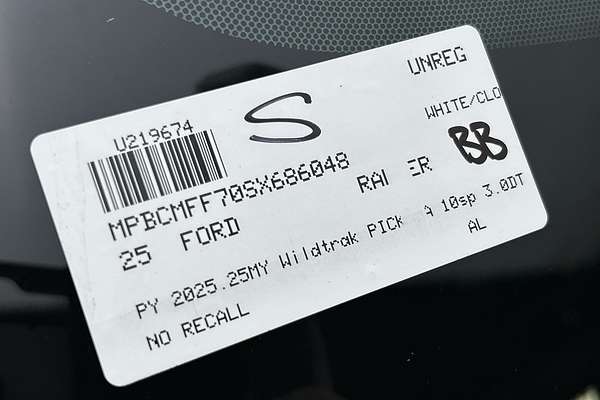 UNREG
U219674
S
WHITE/CLO
BB
MPBCMFF70SX686048
25 FORD RAI ER
PY 2025.25MY Wildtrak PICK A 10sp 3.0DT
NO RECALL AL